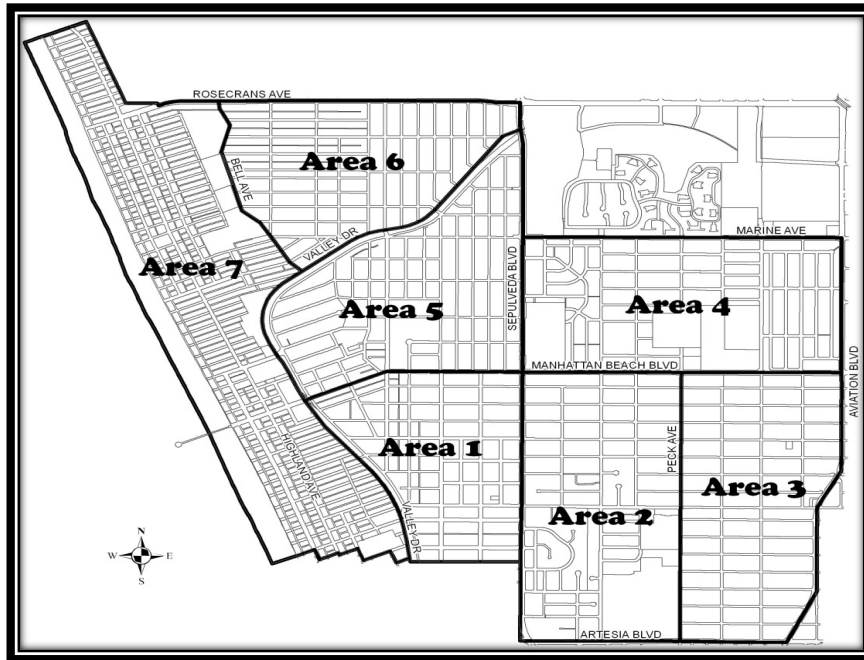 ROSECRANS AVE
Area 6
BELL AVE
VALLEY DR
MARINE AVE
Area 7
Area 5
SEPULVEDA BLVD
Area 4
MANHATTAN BEACH BLVD
AVIATION BLVD
HIGHLAND AVE
Area 1
VALLEY DR
PECK AVE
Area 2
Area 3
N
W
E
S
ARTESIA BLVD